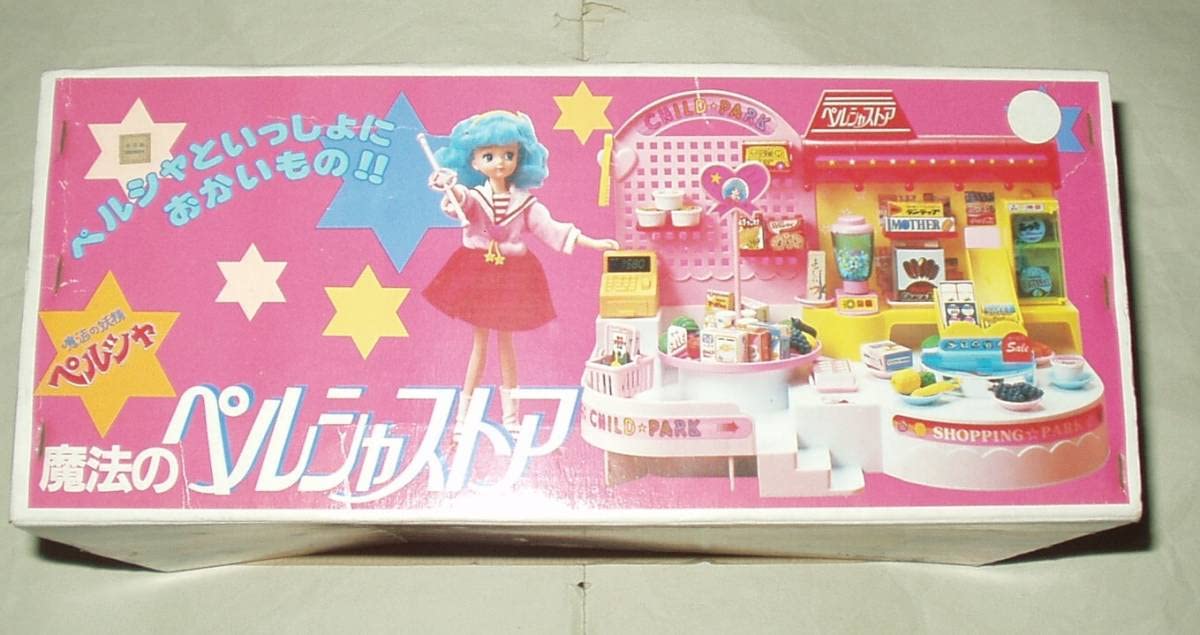 ペルシャといっしょに
おかいもの!!
魔法の妖精
ペルシャ
魔法の
ペルシャストア
CHILD☆PARK
ペルシャストア
MOTHER
580
Sale
CHILD☆PARK
SHOPPING☆PARK